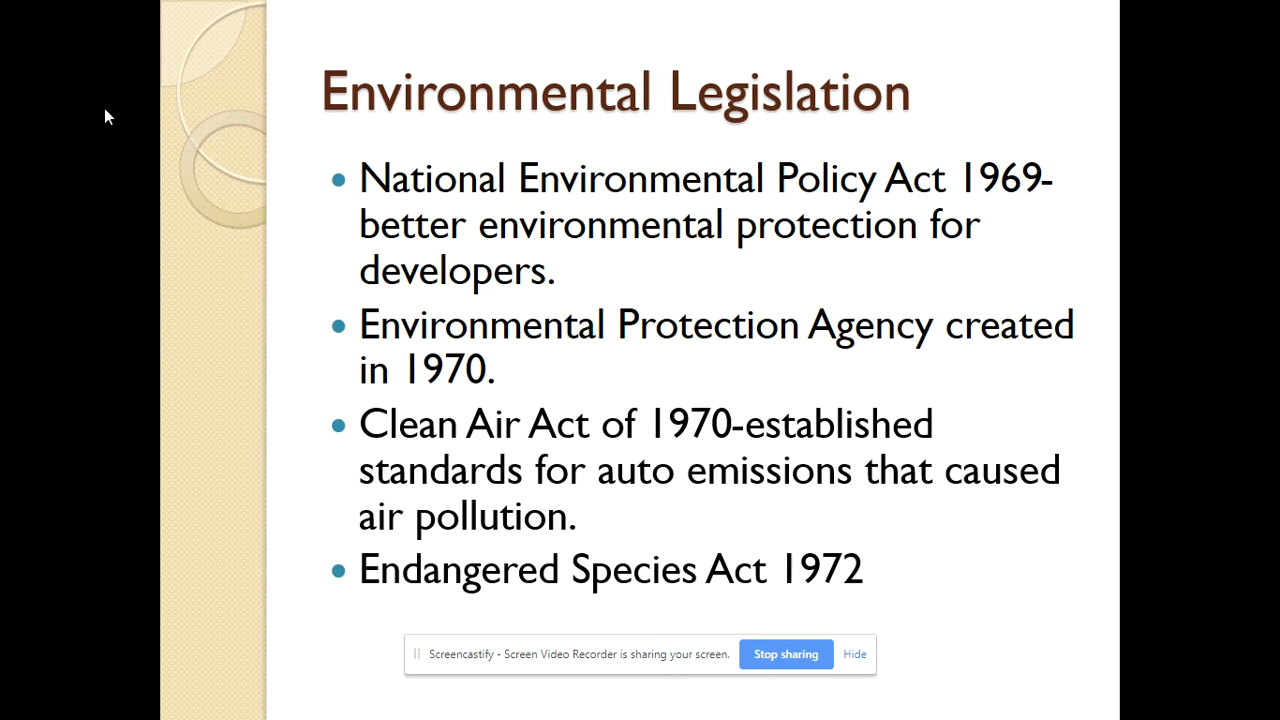 Environmental Legislation
• National Environmental Policy Act 1969-
better environmental protection for
developers.
• Environmental Protection Agency created
in 1970.
• Clean Air Act of 1970-established
standards for auto emissions that caused
air pollution.
• Endangered Species Act 1972
Screencastify - Screen Video Recorder is sharing your screen. Stop sharing Hide